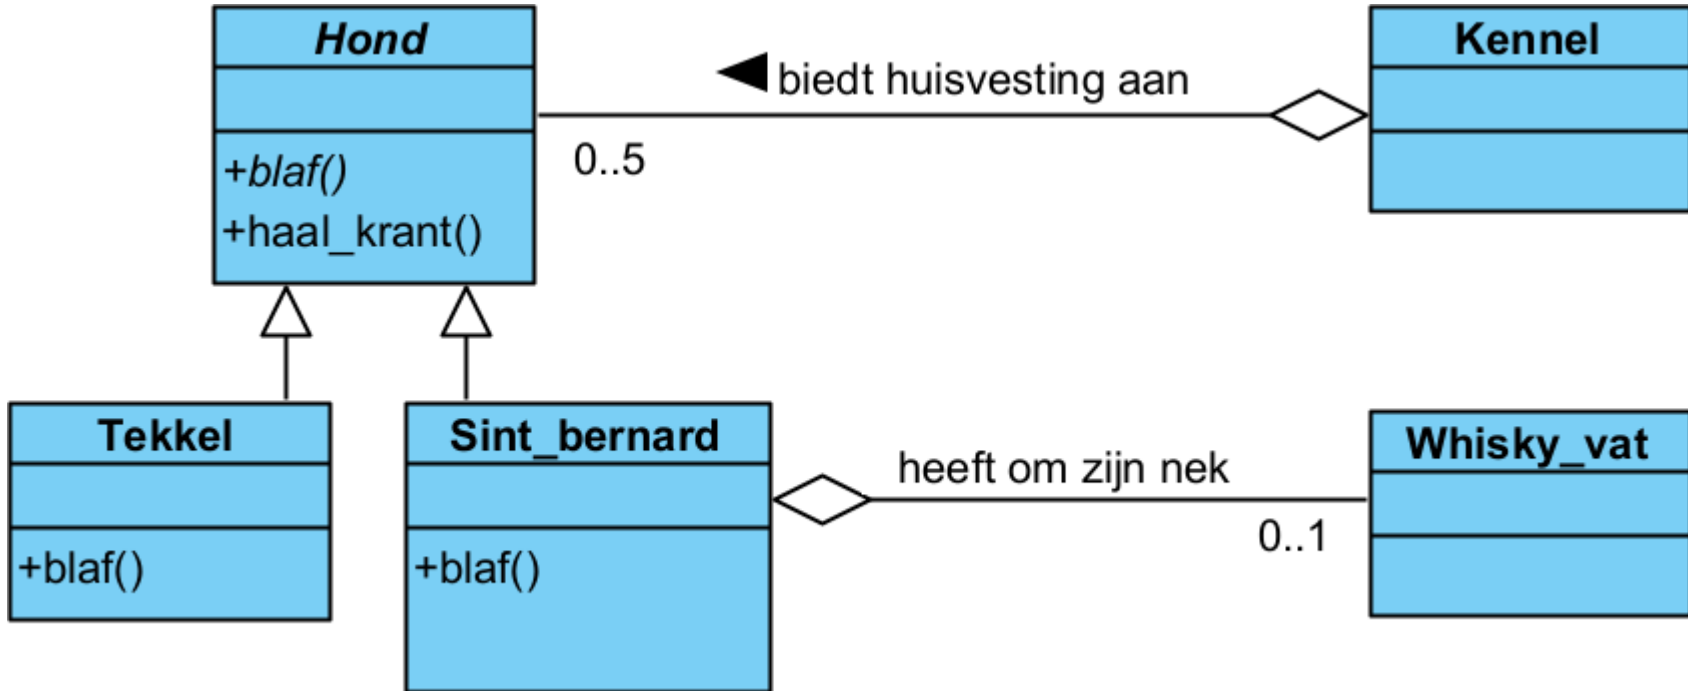 Hond
Kennel
biedt huisvesting aan
0..5
+blaf()
+haal_krant()
Tekkel
Sint_bernard
Whisky_vat
heeft om zijn nek
0..1
+blaf()
+blaf()